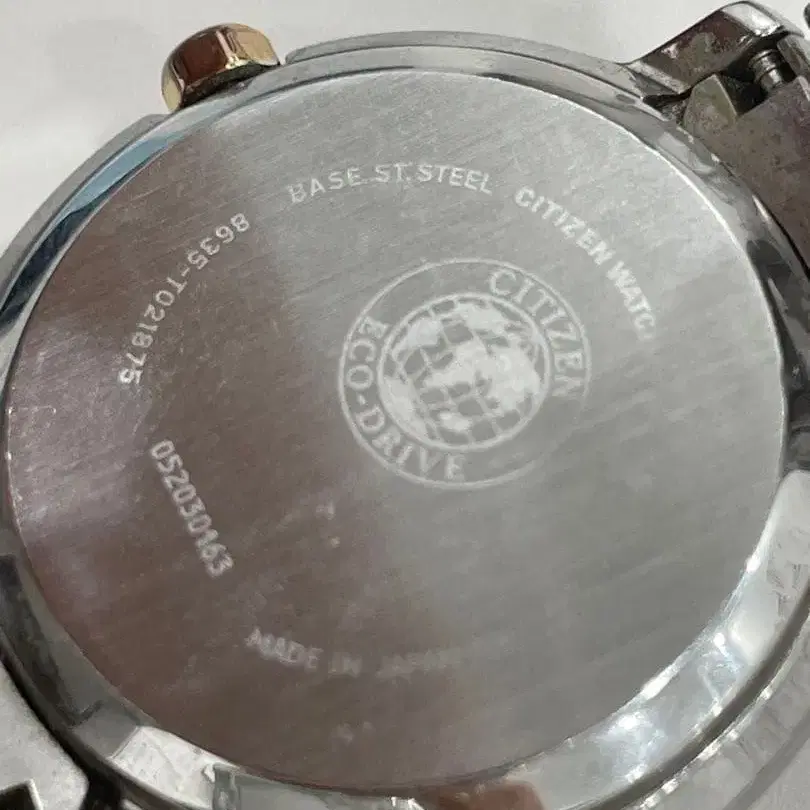 BASE ST.STEEL
CITIZEN WATC
8635-T021875
CITIZEN
ECO-DRIVE
052030163
MADE IN JAPAN